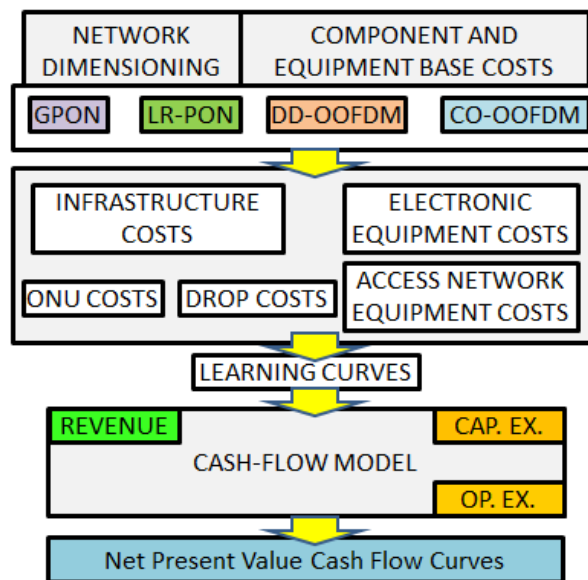 NETWORK
DIMENSIONING
COMPONENT AND
EQUIPMENT BASE COSTS
GPON
LR-PON
DD-OOFDM
CO-OOFDM
INFRASTRUCTURE
COSTS
ELECTRONIC
EQUIPMENT COSTS
ONU COSTS
DROP COSTS
ACCESS NETWORK
EQUIPMENT COSTS
LEARNING CURVES
REVENUE
CAP. EX.
CASH-FLOW MODEL
OP. EX.
Net Present Value Cash Flow Curves